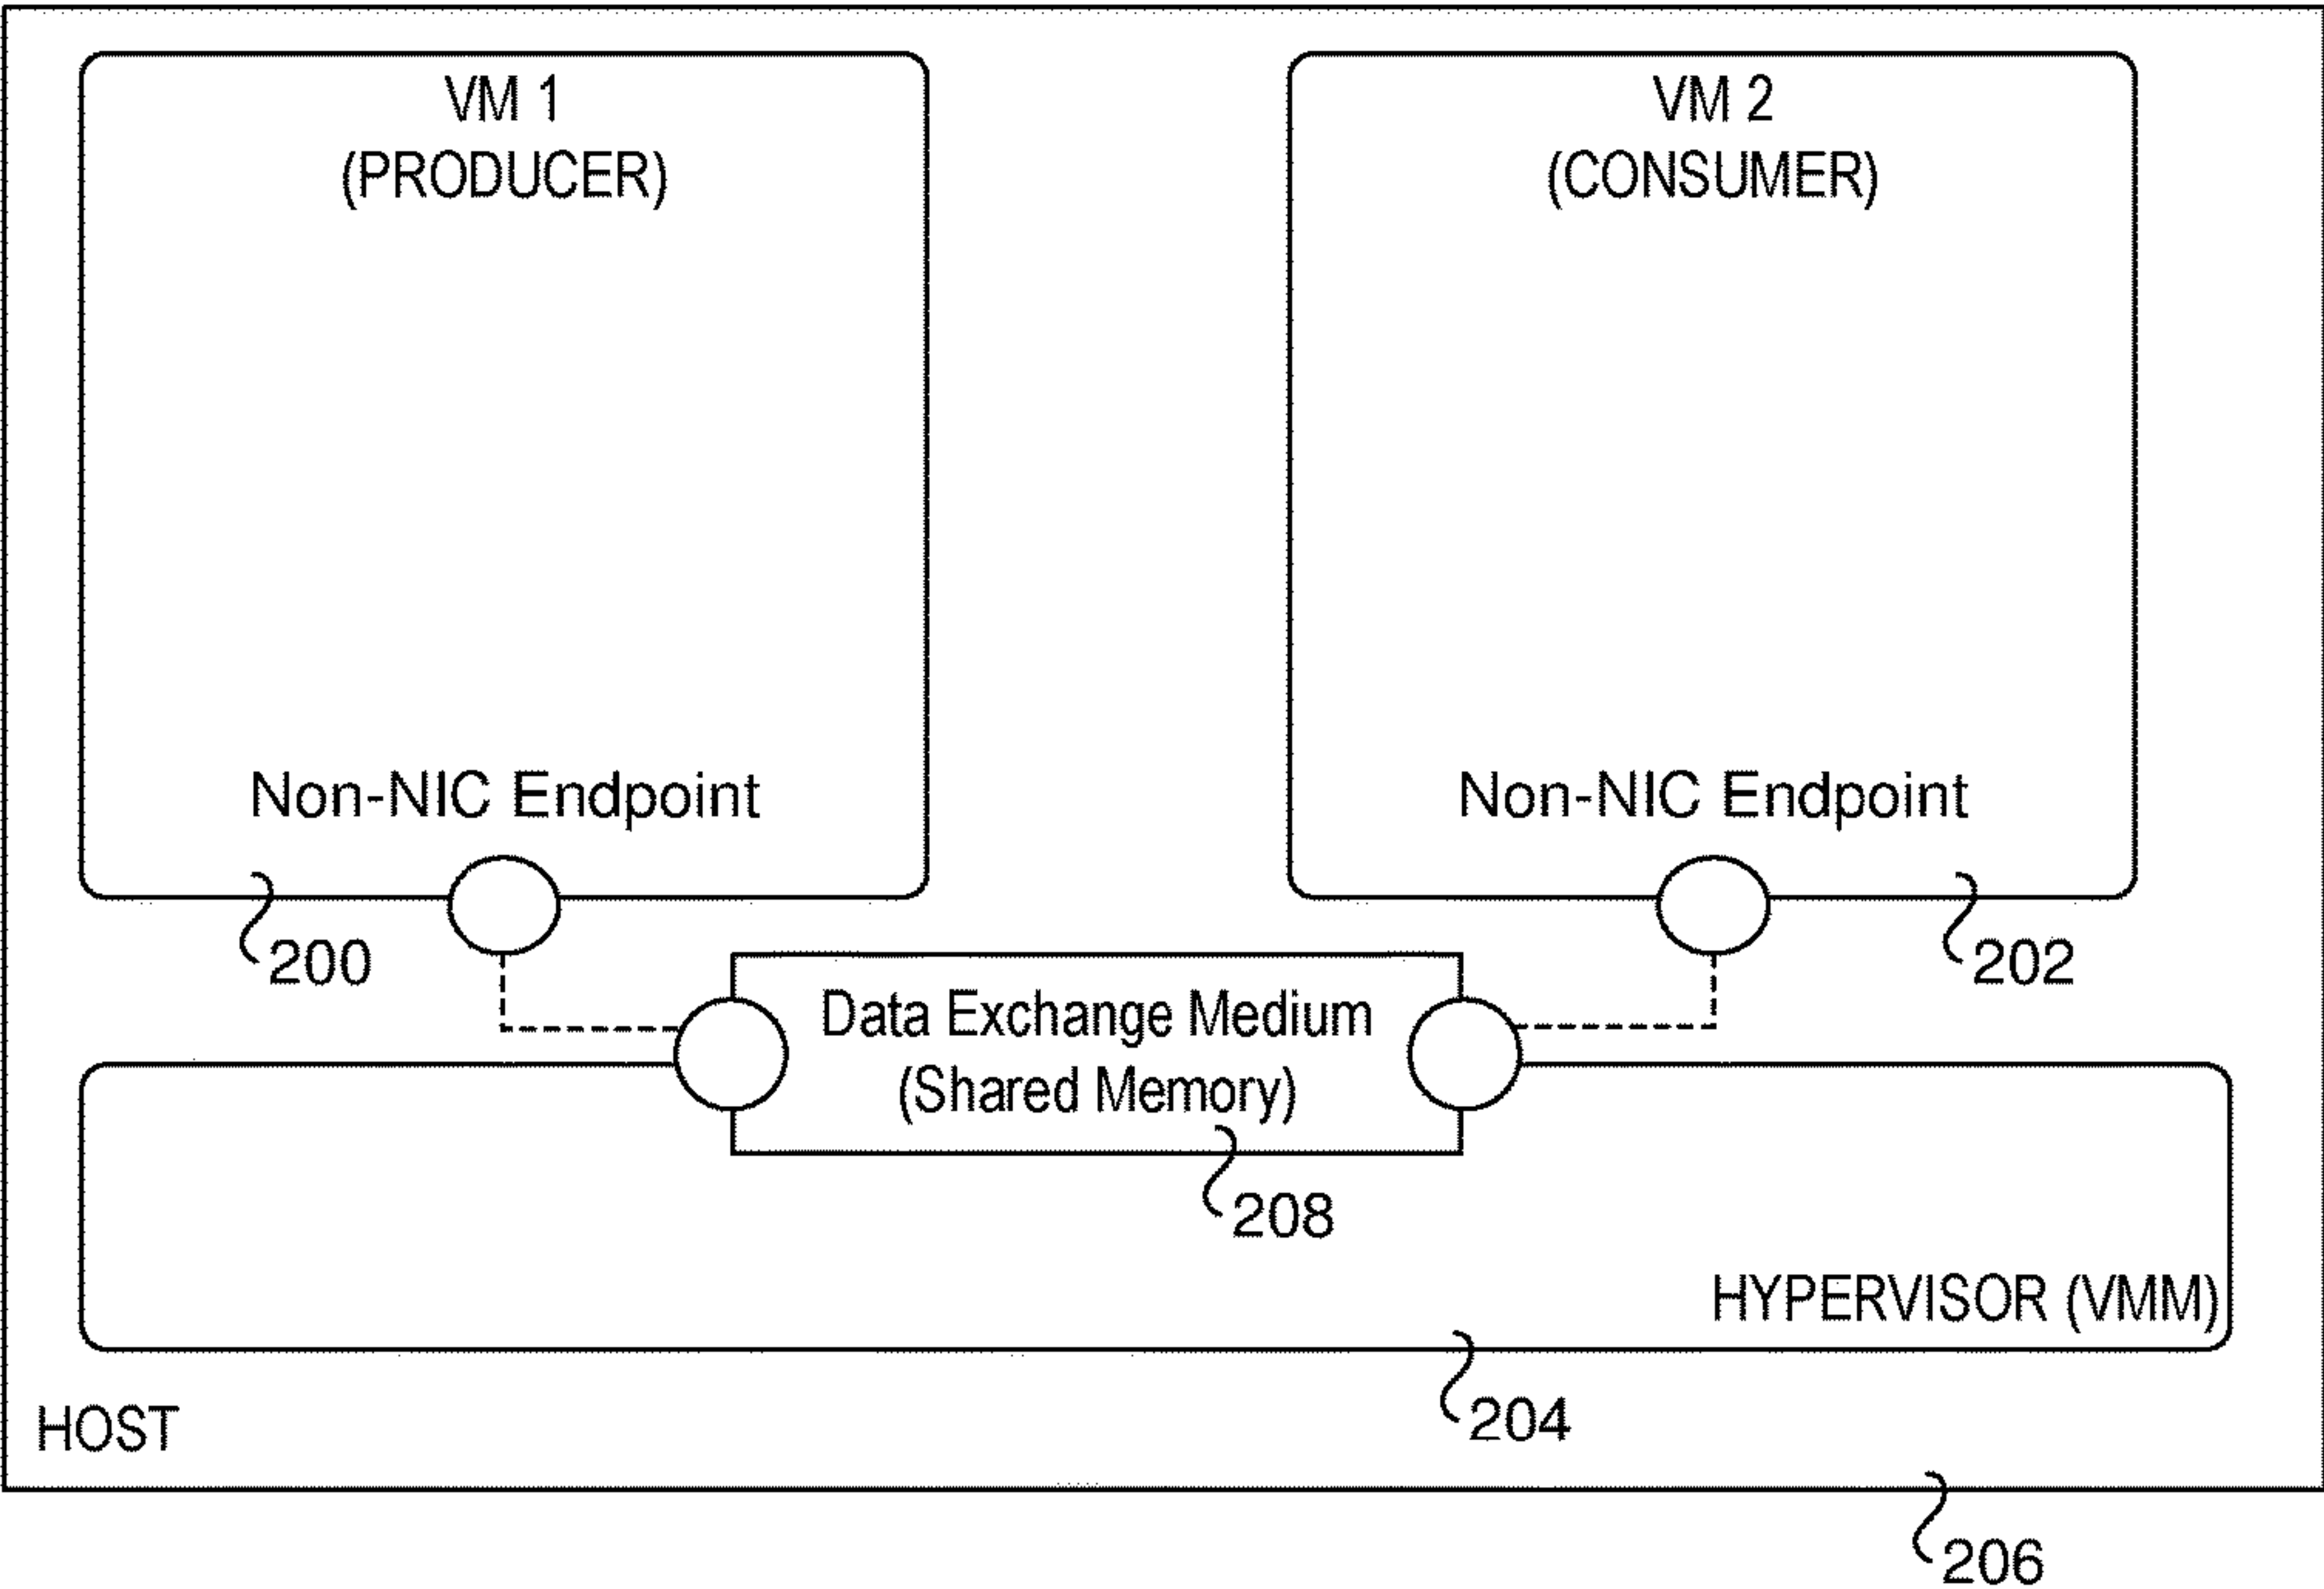 VM 1
(PRODUCER)
VM 2
(CONSUMER)
Non-NIC Endpoint
Non-NIC Endpoint
200
202
Data Exchange Medium
(Shared Memory)
208
HYPERVISOR (VMM)
204
HOST
206